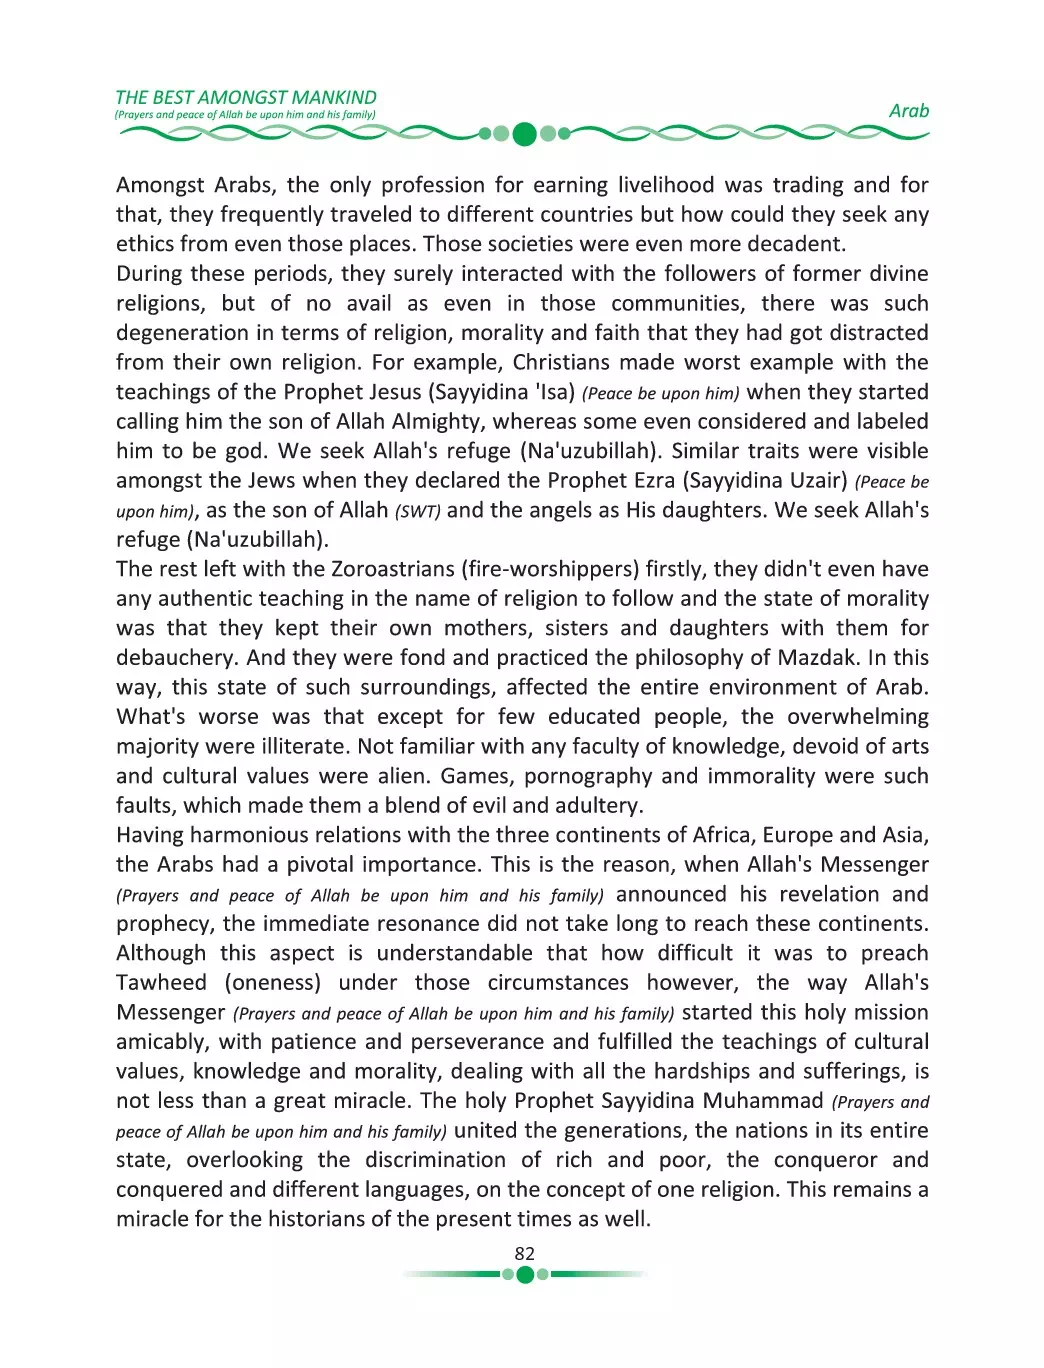 THE BEST AMONGST MANKIND
(Prayers and peace of Allah be upon him and his family)
Arab
Amongst Arabs, the only profession for earning livelihood was trading and for
that, they frequently traveled to different countries but how could they seek any
ethics from even those places. Those societies were even more decadent.
During these periods, they surely interacted with the followers of former divine
religions, but of no avail as even in those communities, there was such
degeneration in terms of religion, morality and faith that they had got distracted
from their own religion. For example, Christians made worst example with the
teachings of the Prophet Jesus (Sayyidina 'Isa) (Peace be upon him) when they started
calling him the son of Allah Almighty, whereas some even considered and labeled
him to be god. We seek Allah's refuge (Na'uzubillah). Similar traits were visible
amongst the Jews when they declared the Prophet Ezra (Sayyidina Uzair) (Peace be
upon him), as the son of Allah (SWT) and the angels as His daughters. We seek Allah's
refuge (Na'uzubillah).
The rest left with the Zoroastrians (fire-worshippers) firstly, they didn't even have
any authentic teaching in the name of religion to follow and the state of morality
was that they kept their own mothers, sisters and daughters with them for
debauchery. And they were fond and practiced the philosophy of Mazdak. In this
way, this state of such surroundings, affected the entire environment of Arab.
What's worse was that except for few educated people, the overwhelming
majority were illiterate. Not familiar with any faculty of knowledge, devoid of arts
and cultural values were alien. Games, pornography and immorality were such
faults, which made them a blend of evil and adultery.
Having harmonious relations with the three continents of Africa, Europe and Asia,
the Arabs had a pivotal importance. This is the reason, when Allah's Messenger
(Prayers and peace of Allah be upon him and his family) announced his revelation and
prophecy, the immediate resonance did not take long to reach these continents.
Although this aspect is understandable that how difficult it was to preach
Tawheed (oneness) under those circumstances however, the way Allah's
Messenger (Prayers and peace of Allah be upon him and his family) started this holy mission
amicably, with patience and perseverance and fulfilled the teachings of cultural
values, knowledge and morality, dealing with all the hardships and sufferings, is
not less than a great miracle. The holy Prophet Sayyidina Muhammad (Prayers and
peace of Allah be upon him and his family) united the generations, the nations in its entire
state, overlooking the discrimination of rich and poor, the conqueror and
conquered and different languages, on the concept of one religion. This remains a
miracle for the historians of the present times as well.
82